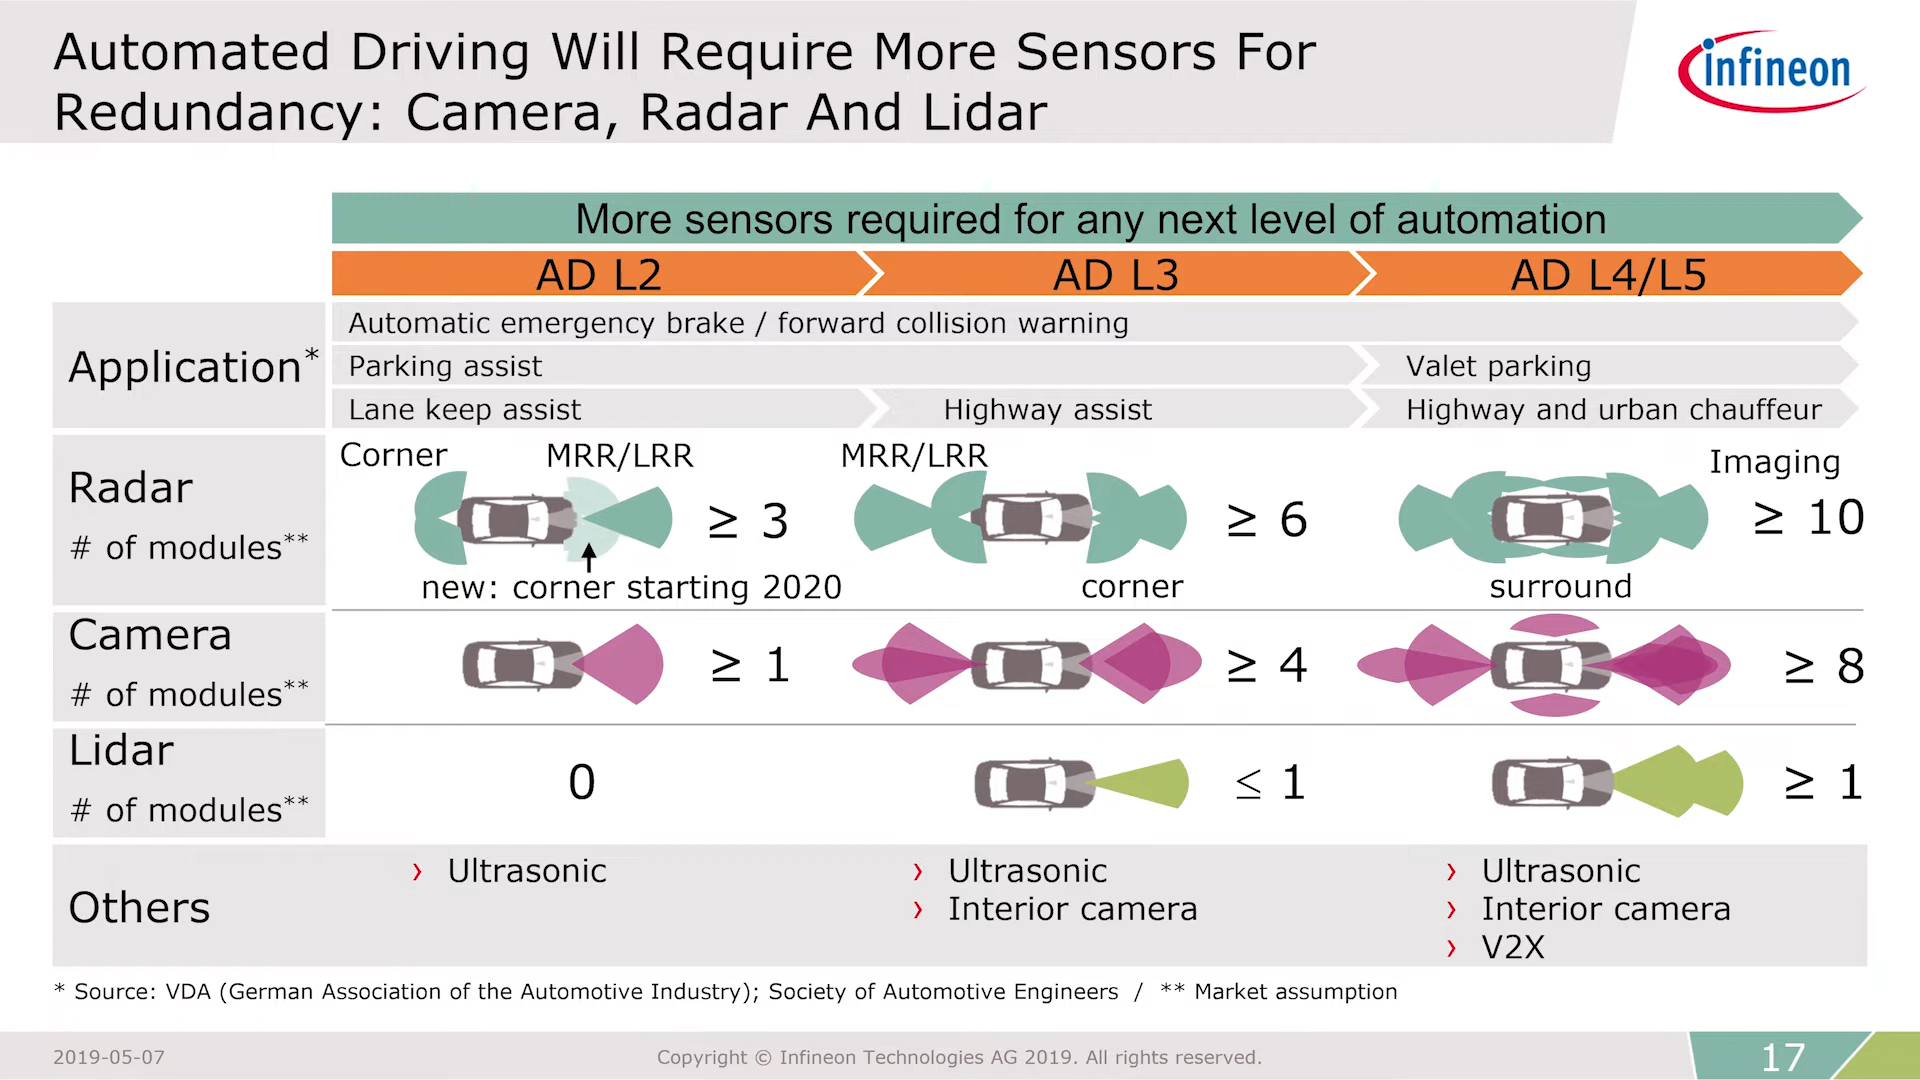 Automated Driving Will Require More Sensors For
Redundancy: Camera, Radar And Lidar
infineon
More sensors required for any next level of automation
AD L2
AD L3
AD L4/L5
Application*
Automatic emergency brake / forward collision warning
Parking assist
Valet parking
Lane keep assist
Highway assist
Highway and urban chauffeur
Radar
# of modules**
Corner
MRR/LRR
≥ 3
new: corner starting 2020
MRR/LRR
≥ 6
corner
Imaging
≥ 10
surround
Camera
# of modules**
≥ 1
≥ 4
≥ 8
Lidar
# of modules**
0
≤ 1
≥ 1
Others
› Ultrasonic
› Ultrasonic
› Interior camera
› Ultrasonic
› Interior camera
› V2X
* Source: VDA (German Association of the Automotive Industry); Society of Automotive Engineers / ** Market assumption
2019-05-07
Copyright © Infineon Technologies AG 2019. All rights reserved.
17